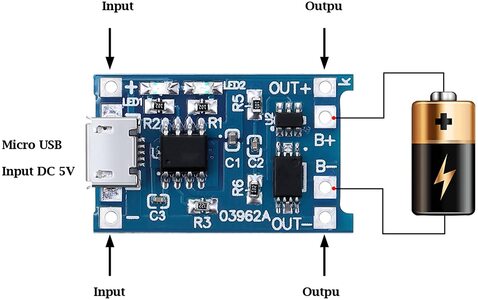 Input
Outpu
+
LED1
LED2
OUT+
k
R2
R1
R5
U2
B+
Micro USB
Input DC 5V
C1
C2
B-
R6
C3
R3
03962A
-
OUT-
Input
Outpu